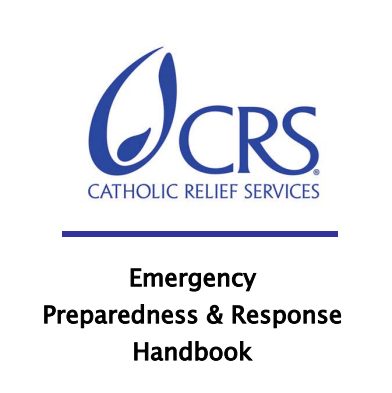 CRS®
CATHOLIC RELIEF SERVICES
Emergency
Preparedness & Response
Handbook